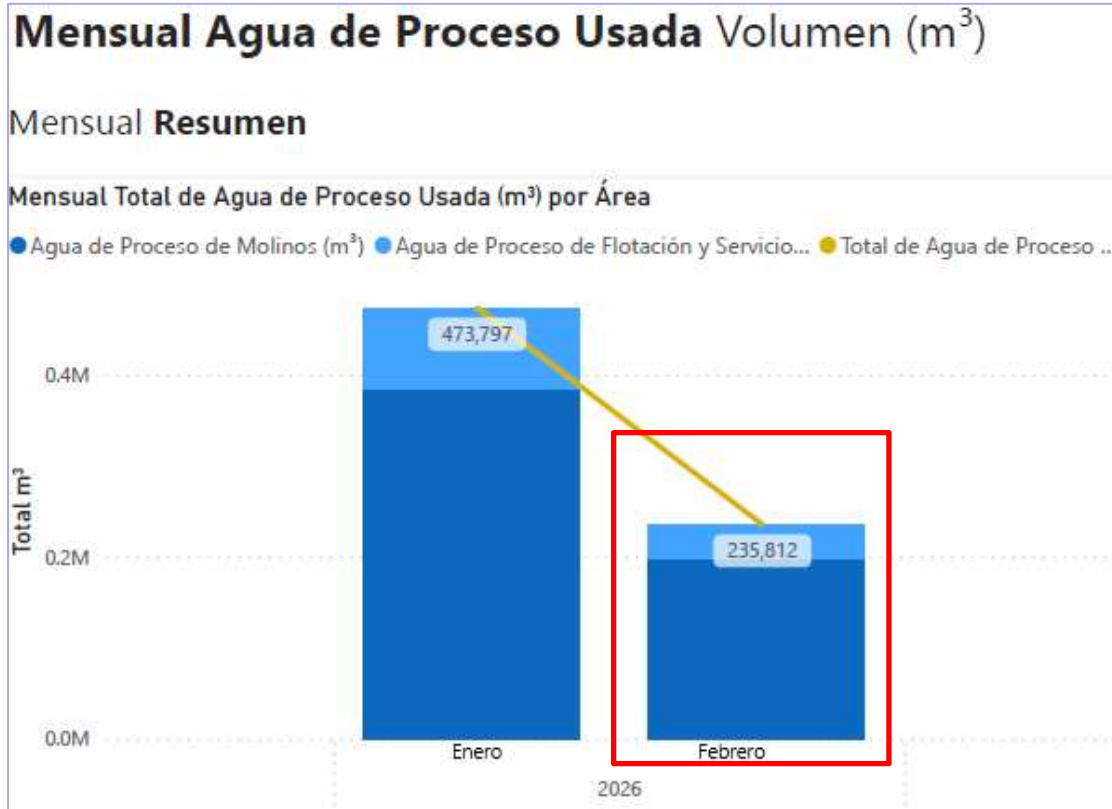 Mensual Agua de Proceso Usada Volumen (m³)
Mensual Resumen
Mensual Total de Agua de Proceso Usada (m³) por Área
Agua de Proceso de Molinos (m³) Agua de Proceso de Flotación y Servicio... Total de Agua de Proceso ...
473,797
0.4M
Total m³
0.2M
235,812
0.0M
Enero Febrero
2026